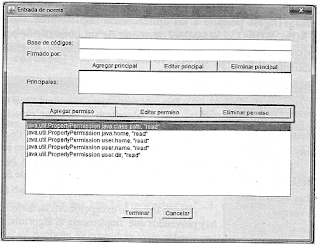 Entrada de norma
Base de códigos:
Firmado por:
Agregar principal Editar principal Eliminar principal
Principales:
Agregar permiso Editar permiso Eliminar permiso
java.util.PropertyPermission java.class.path, "read"
java.util.PropertyPermission java.home, "read"
java.util.PropertyPermission user.home, "read"
java.util.PropertyPermission user.name, "read"
java.util.PropertyPermission user.dir, "read"
Terminar Cancelar